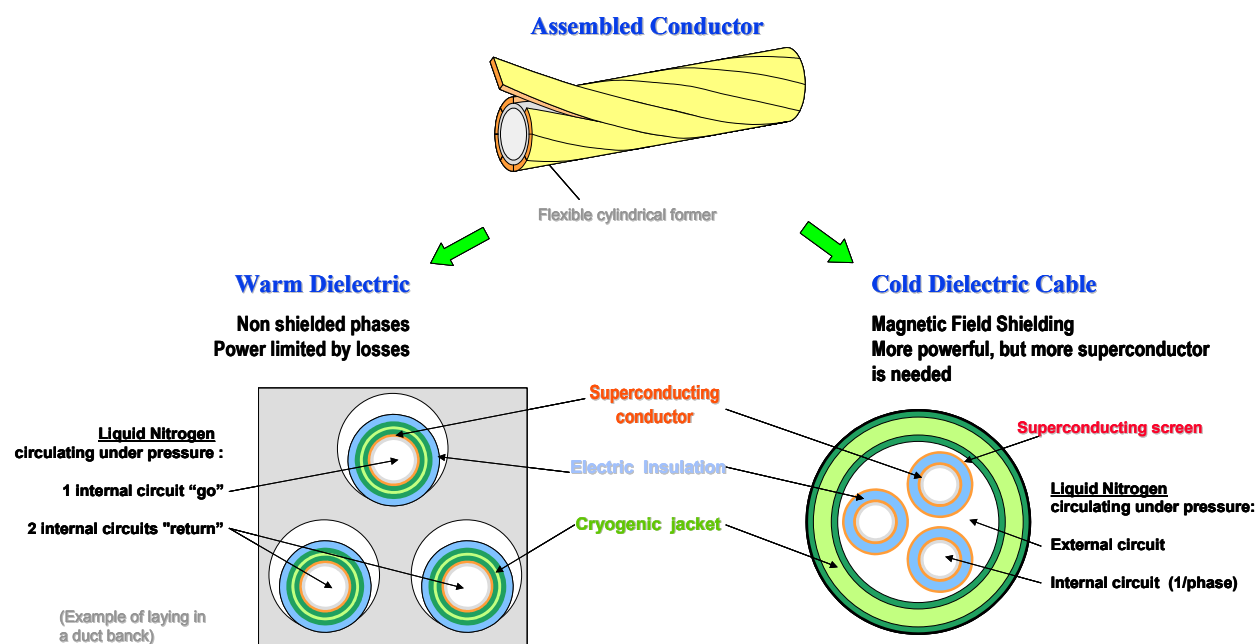 Assembled Conductor
Flexible cylindrical former
Warm Dielectric
Non shielded phases
Power limited by losses
Cold Dielectric Cable
Magnetic Field Shielding
More powerful, but more superconductor
is needed
Liquid Nitrogen
circulating under pressure :
1 internal circuit “go”
2 internal circuits "return”
(Example of laying in
a duct banck)
Superconducting
conductor
Electric Insulation
Cryogenic jacket
Superconducting screen
Liquid Nitrogen
circulating under pressure:
External circuit
Internal circuit (1/phase)